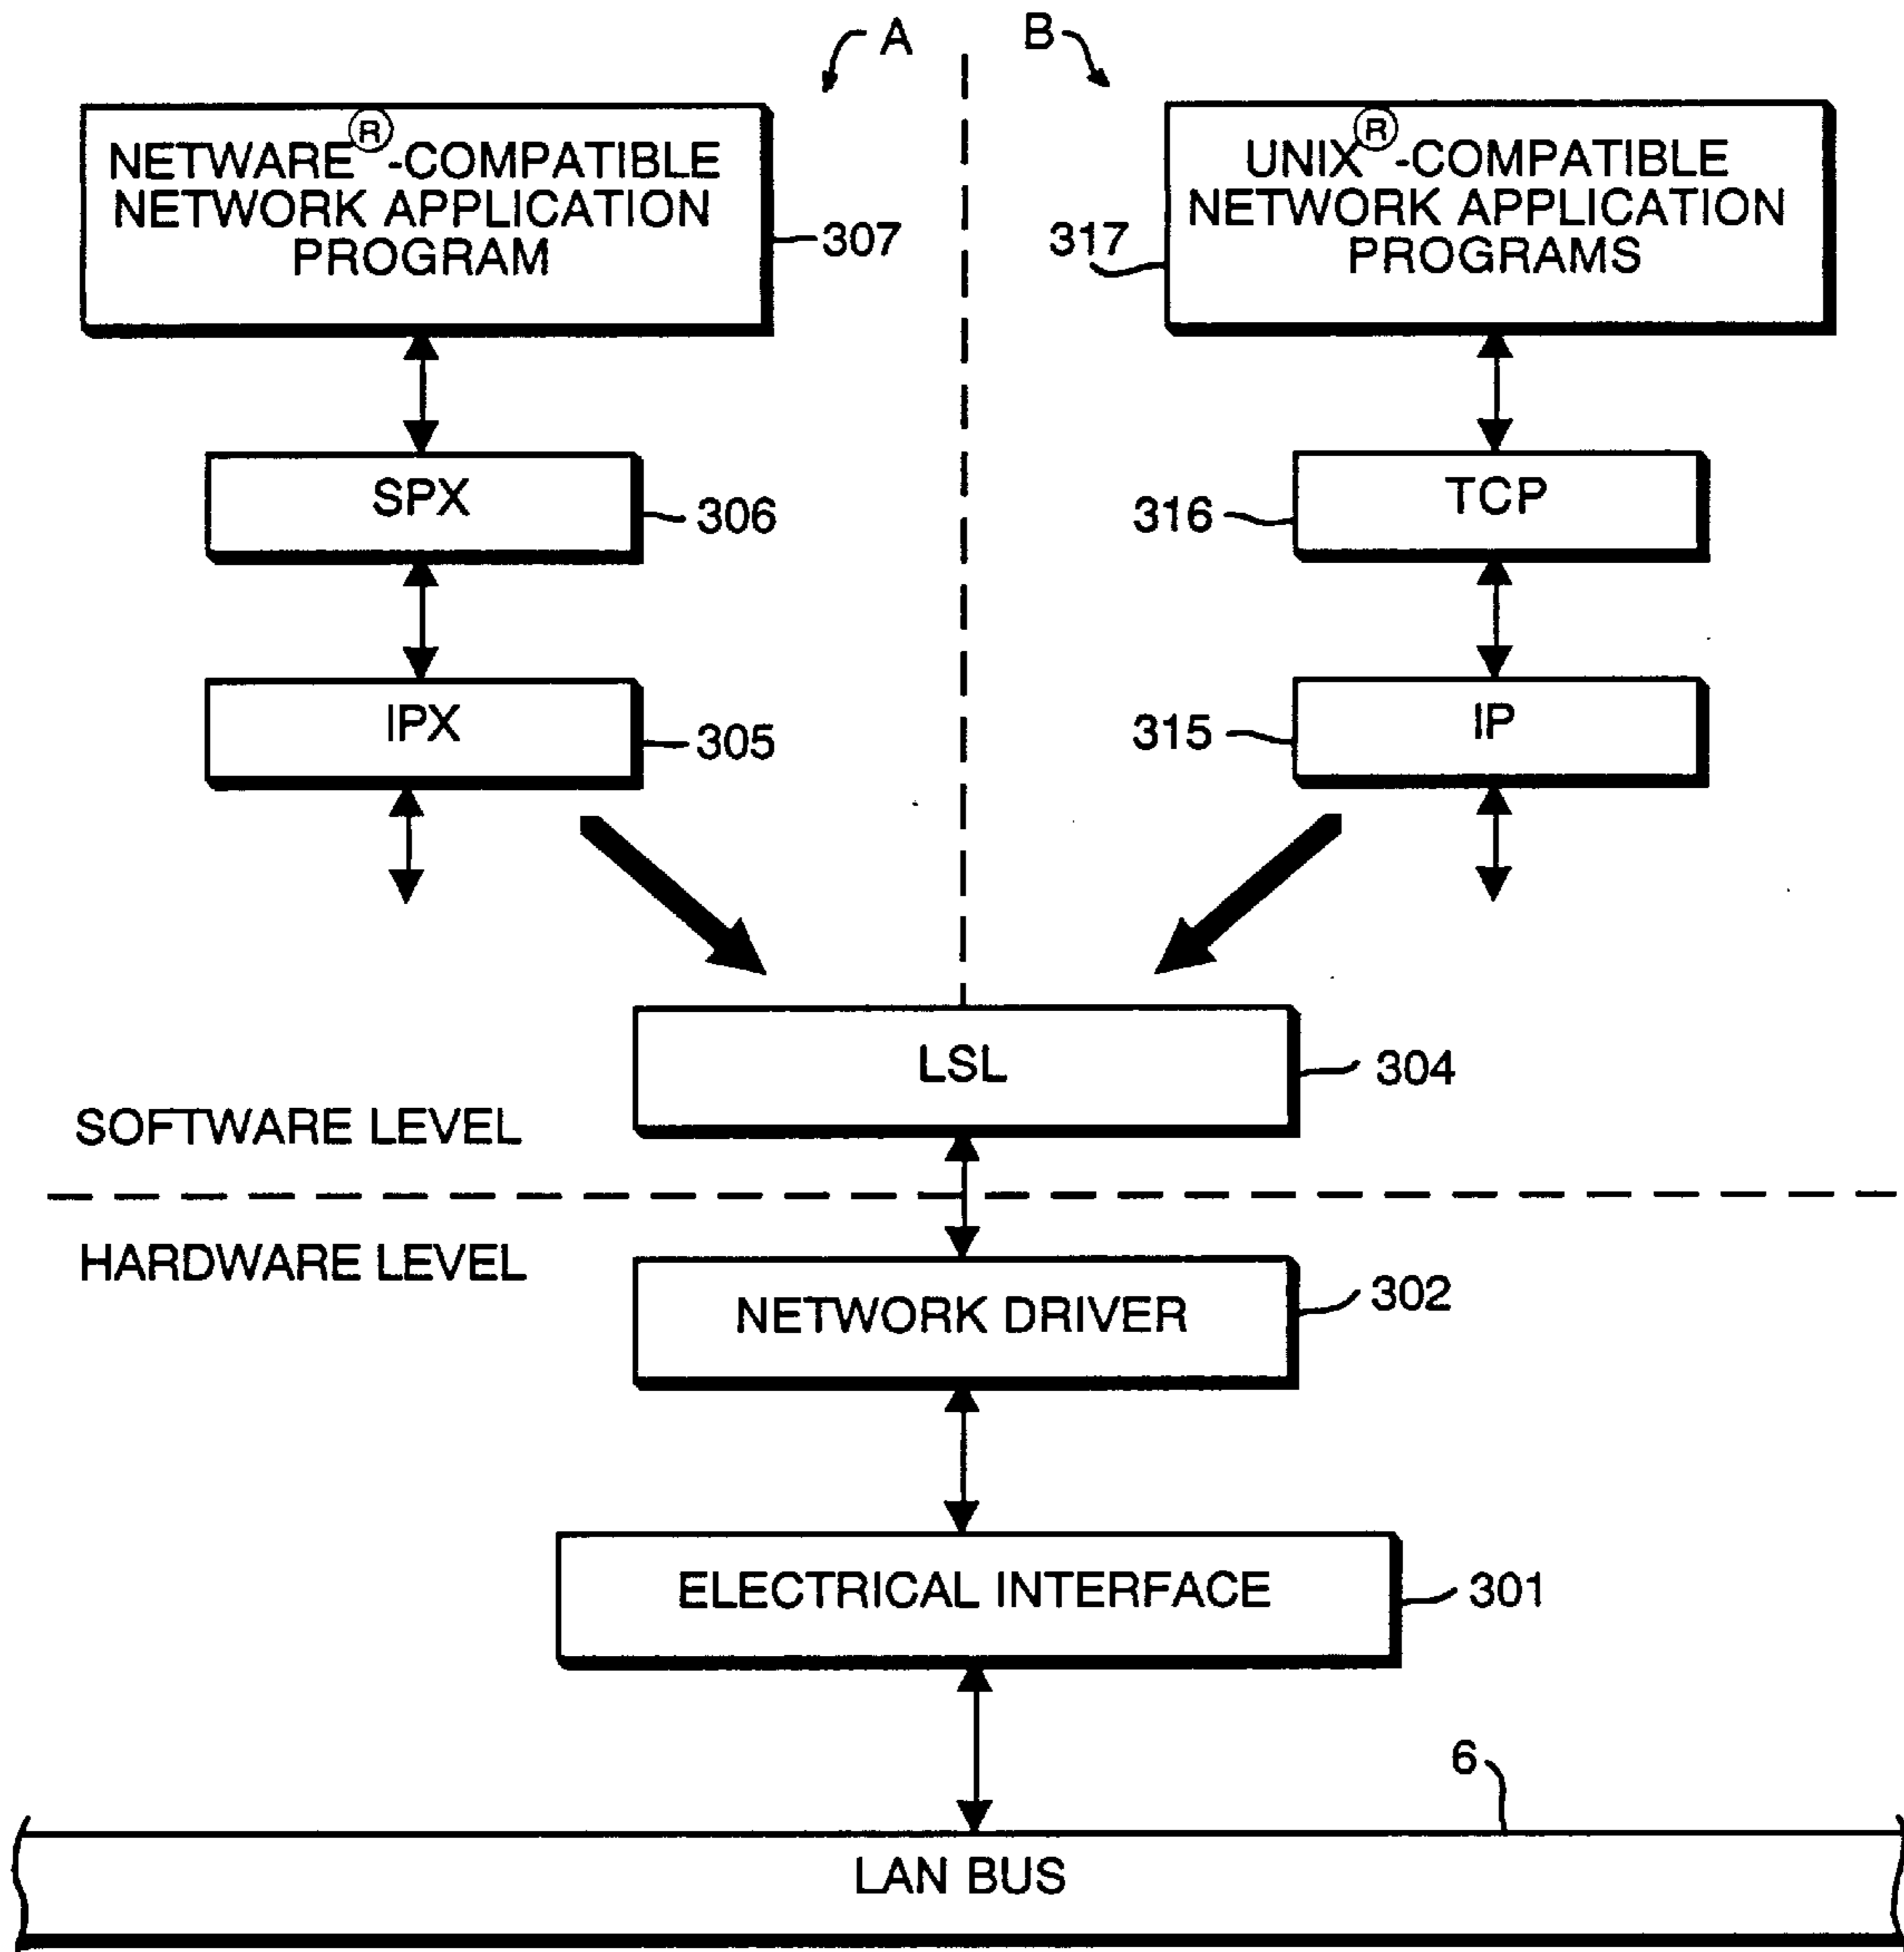 A
B
NETWARE®-COMPATIBLE
NETWORK APPLICATION
PROGRAM
307
UNIX®-COMPATIBLE
NETWORK APPLICATION
PROGRAMS
317
SPX
306
TCP
316
IPX
305
IP
315
LSL
304
SOFTWARE LEVEL
HARDWARE LEVEL
NETWORK DRIVER
302
ELECTRICAL INTERFACE
301
6
LAN BUS